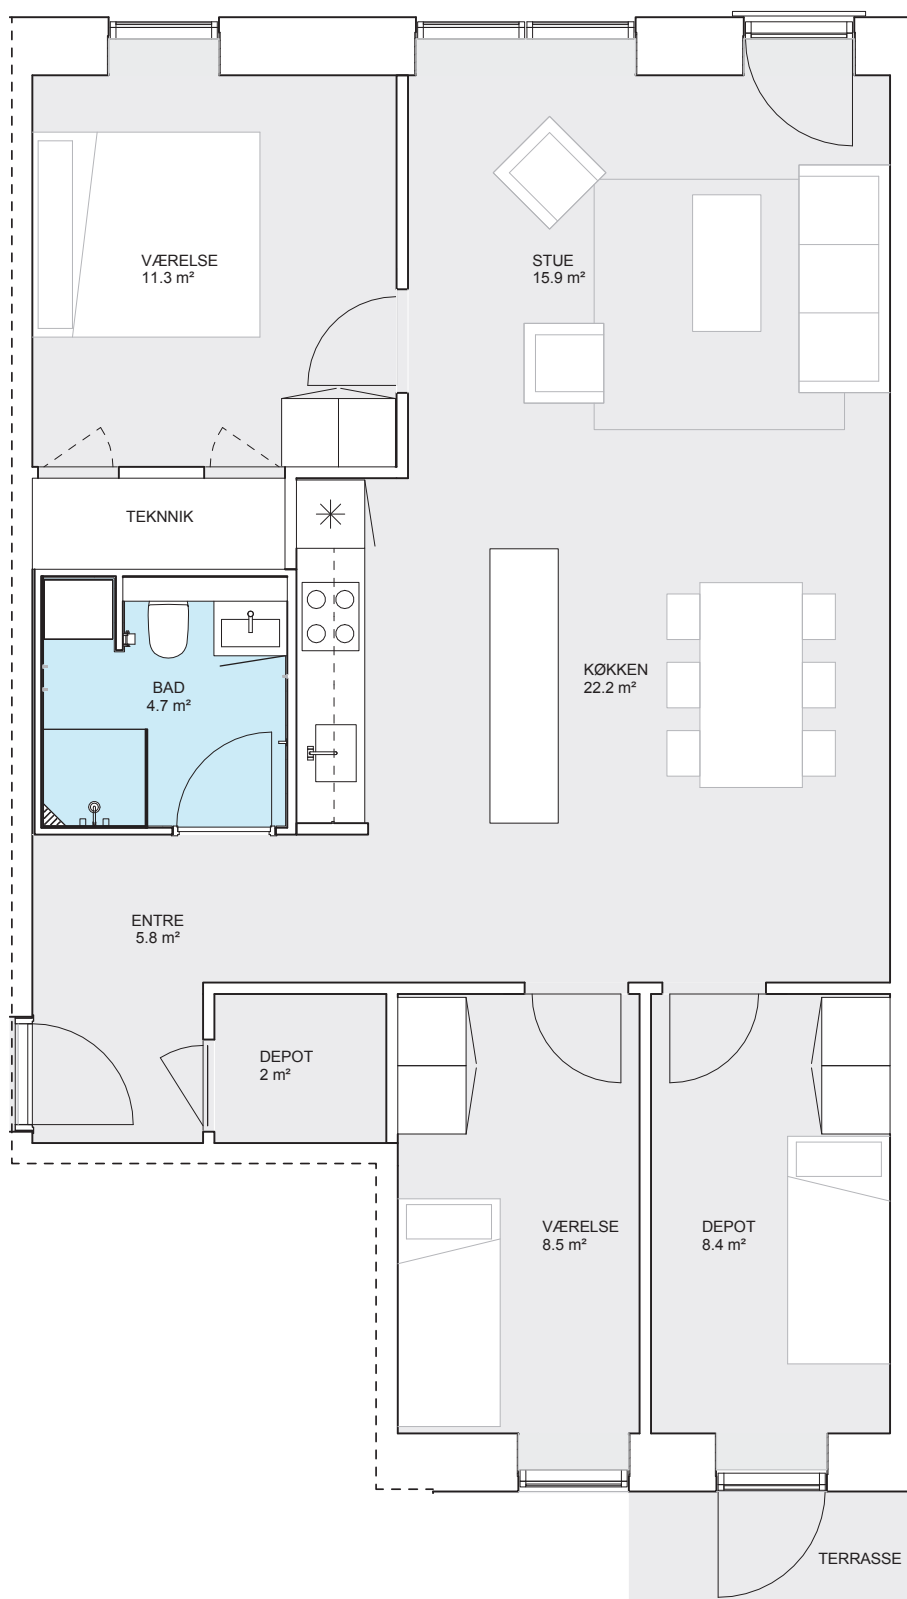 VÆRELSE
11.3 m²
STUE
15.9 m²
TEKNNIK
KØKKEN
22.2 m²
BAD
4.7 m²
ENTRE
5.8 m²
DEPOT
2 m²
VÆRELSE
8.5 m²
DEPOT
8.4 m²
TERRASSE